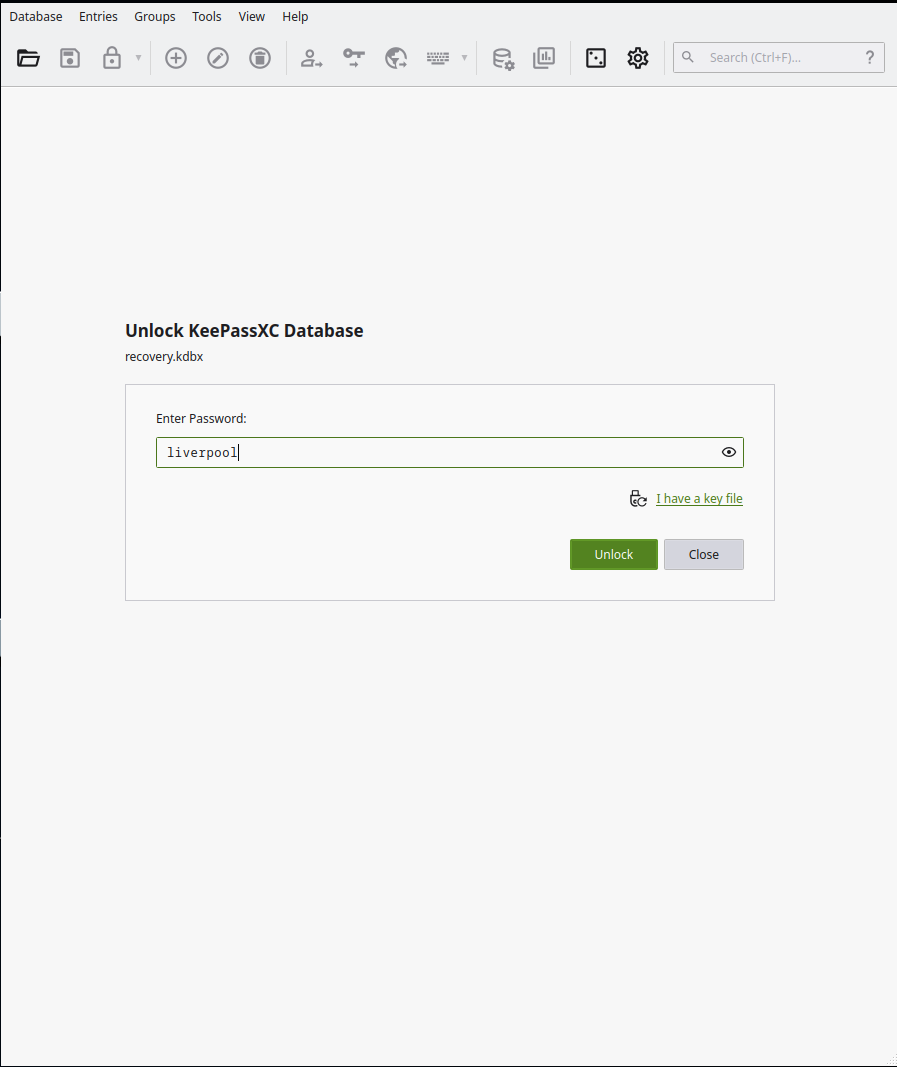 Database Entries Groups Tools View Help
Search (Ctrl+F)... ?
Unlock KeePassXC Database
recovery.kdbx
Enter Password:
liverpool
I have a key file
Unlock Close